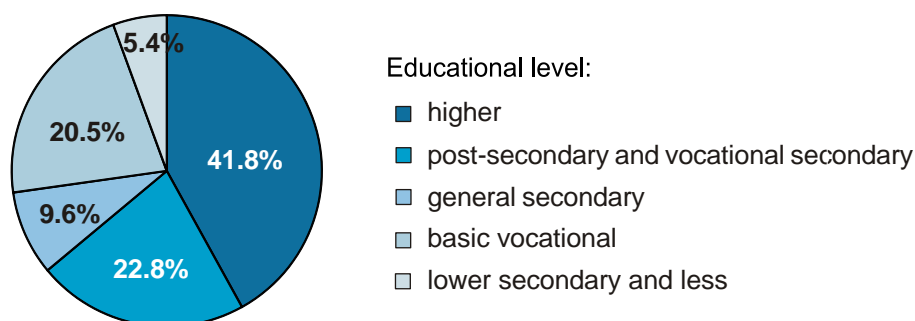 5.4%
20.5%
41.8%
9.6%
22.8%
Educational level:
higher
post-secondary and vocational secondary
general secondary
basic vocational
lower secondary and less